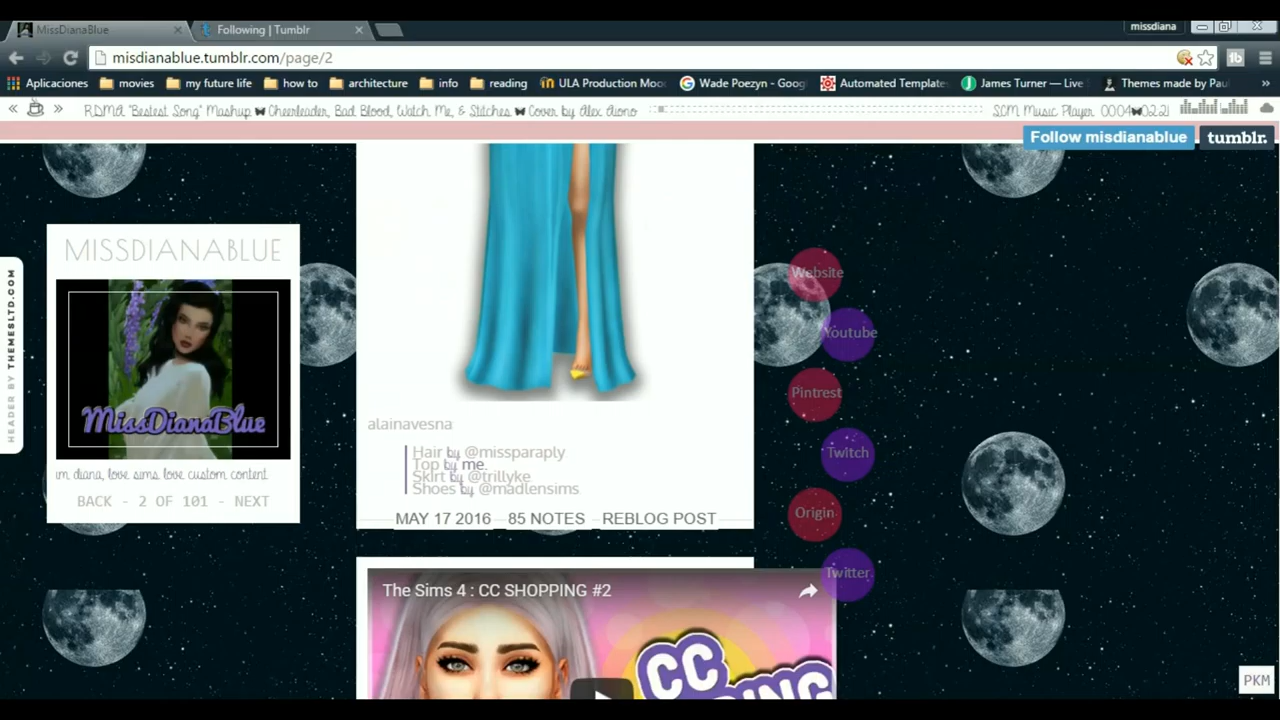 MissDianaBlue
Following | Tumblr
missdiana
misdianablue.tumblr.com/page/2
Aplicaciones movies my future life how to architecture info reading ULA Production Moo Wade Poezyn - Goog Automated Template James Turner — Live Themes made by Pau
RDMA "Bestest Song" Mashup Cheerleader, Bad Blood, Watch Me, & Stitches Cover by Alex Aiono
SCM Music Player 00:04 02:21
Follow misdianablue
tumblr.
HEADER BY THEMESLTD.COM
MISSDIANABLUE
MissDianaBlue
im diana, love sims love custom content
BACK - 2 OF 101 - NEXT
alainavesna
Hair by @missparaply
Top by me.
Skirt by @trillyke
Shoes by @madlensims
MAY 17 2016 85 NOTES REBLOG POST
The Sims 4 : CC SHOPPING #2
CC
Website
Youtube
Pintrest
Twitch
Origin
Twitter
PKM